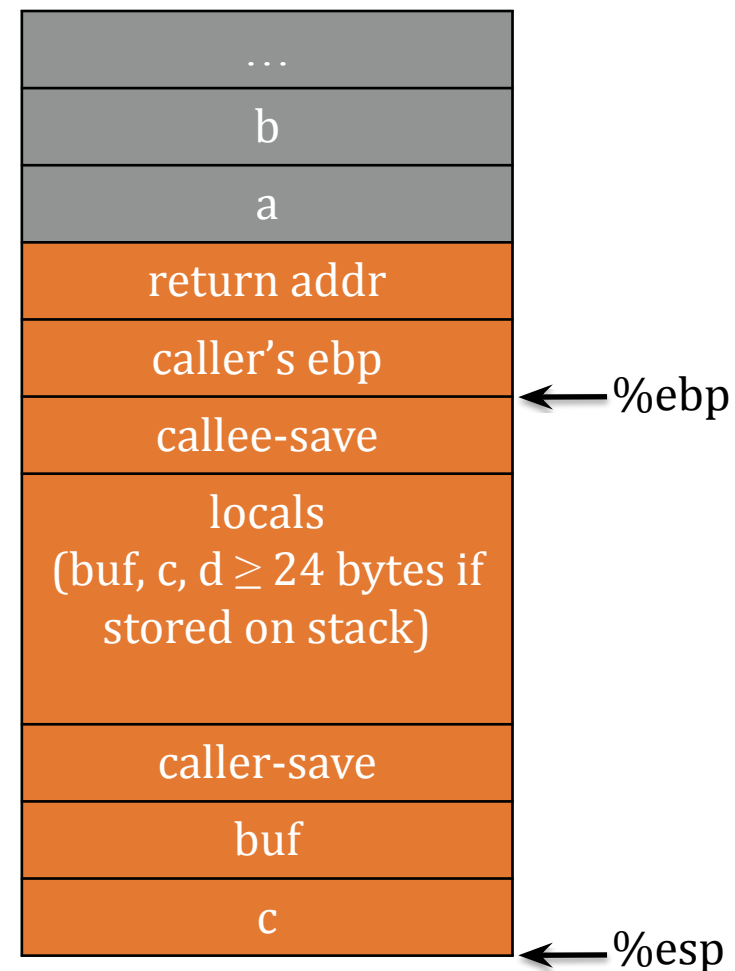 ...
b
a
return addr
caller’s ebp
%ebp
callee-save
locals
(buf, c, d ≥ 24 bytes if
stored on stack)
caller-save
buf
c
%esp